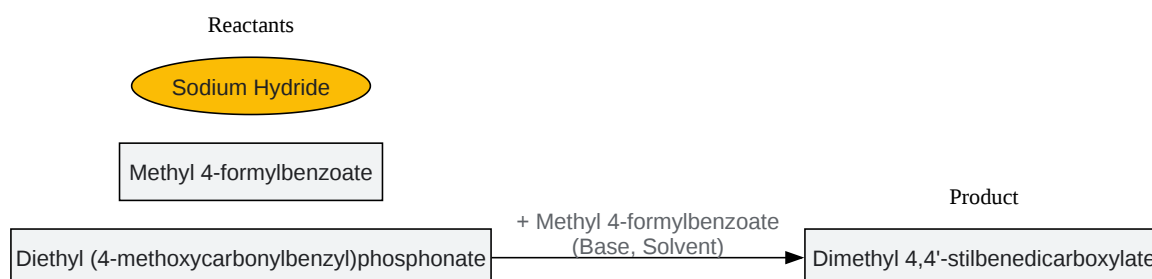 Reactants
Sodium Hydride
Methyl 4-formylbenzoate
Diethyl (4-methoxycarbonylbenzyl)phosphonate
+ Methyl 4-formylbenzoate
(Base, Solvent)
Product
Dimethyl 4,4'-stilbenedicarboxylate